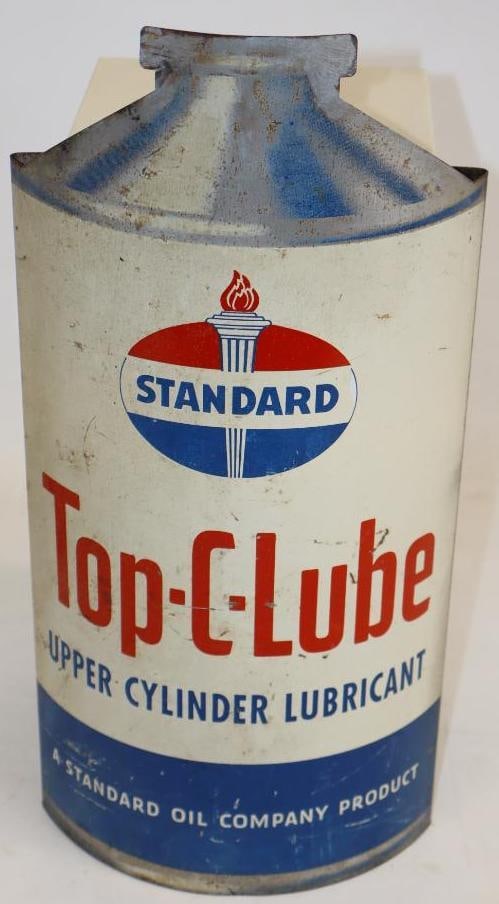 STANDARD
Top-C-Lube
UPPER CYLINDER LUBRICANT
A STANDARD OIL COMPANY PRODUCT